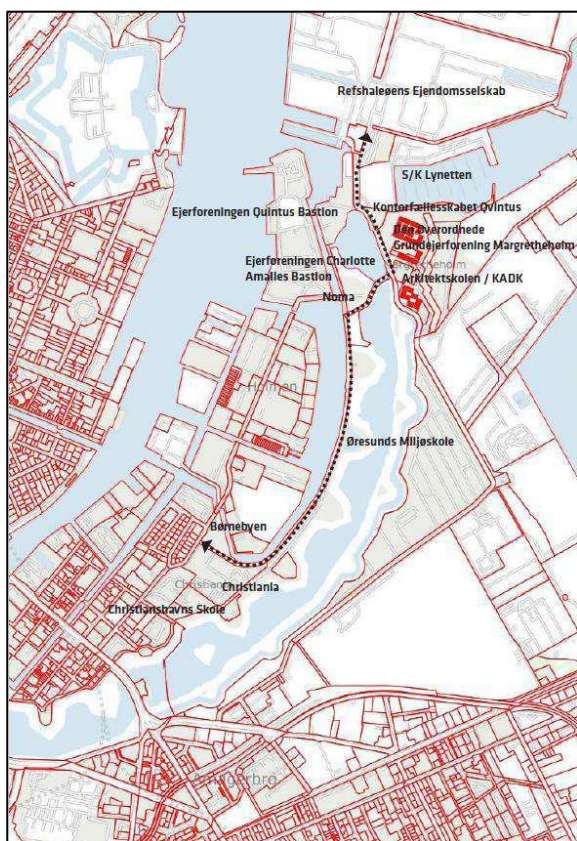 Refshaleøens Ejendomsselskab
S/K Lynetten
Kontorfællesskabet Qvintus
Ejerforeningen Quintus Bastion
Den Overordnede
Grundejerforening Margretheholm
Ejerforeningen Charlotte
Amalies Bastion
Arkitektskolen / KADK
Noma
Holmen
Øresunds Miljøskole
Børnebyen
Christiania
Christianshavns Skole
Amagerbro